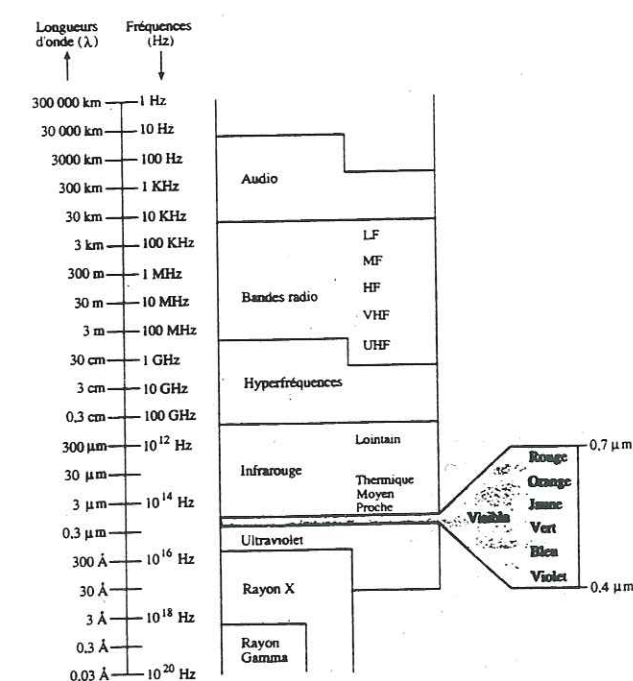 Longueurs
d'onde (λ)
Fréquences
(Hz)
300 000 km 1 Hz
30 000 km 10 Hz
3000 km 100 Hz
300 km 1 KHz
30 km 10 KHz
3 km 100 KHz
300 m 1 MHz
30 m 10 MHz
3 m 100 MHz
30 cm 1 GHz
3 cm 10 GHz
0,3 cm 100 GHz
300 µm 10¹² Hz
30 µm
3 µm 10¹⁴ Hz
0,3 µm
300 Å 10¹⁶ Hz
30 Å
3 Å 10¹⁸ Hz
0,3 Å
0,03 Å 10²⁰ Hz
Audio
Bandes radio
LF
MF
HF
VHF
UHF
Hyperfréquences
Infrarouge
Lointain
Thermique
Moyen
Proche
Ultraviolet
Rayon X
Rayon
Gamma
Visible
0,7 µm
Rouge
Orange
Jaune
Vert
Bleu
Violet
0,4 µm